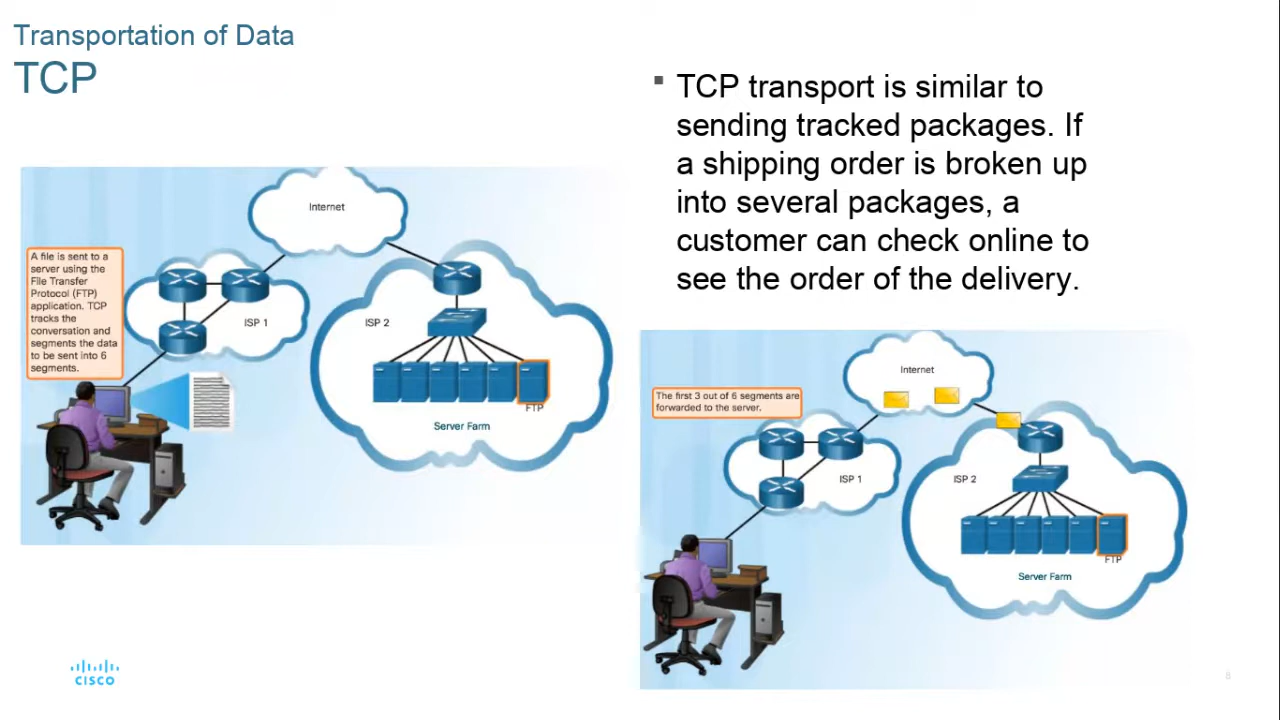 Transportation of Data
TCP
▪ TCP transport is similar to
sending tracked packages. If
a shipping order is broken up
into several packages, a
customer can check online to
see the order of the delivery.
Internet
A file is sent to a
server using the
File Transfer
Protocol (FTP)
application. TCP
tracks the
conversation and
segments the data
to be sent into 6
segments.
ISP 1
ISP 2
FTP
Server Farm
Internet
The first 3 out of 6 segments are
forwarded to the server.
ISP 1
ISP 2
FTP
Server Farm
CISCO
8